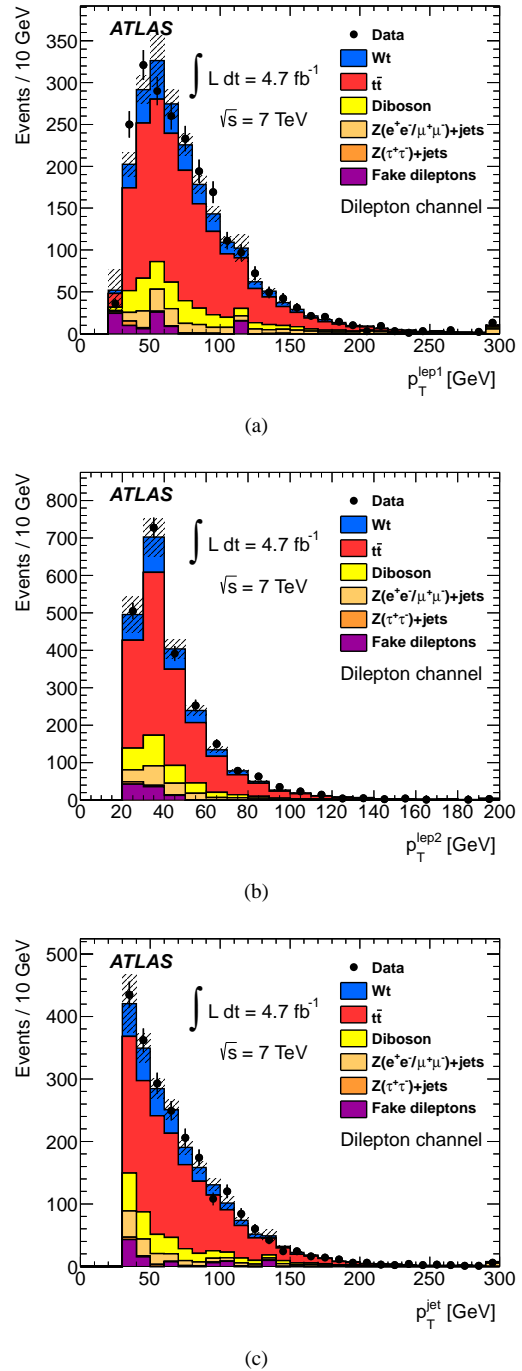 ATLAS
Events / 10 GeV
350
300
250
200
150
100
50
0
0 50 100 150 200 250 300
∫ L dt = 4.7 fb⁻¹
√s = 7 TeV
Data
Wt
tt̄
Diboson
Z(e⁺e⁻/μ⁺μ⁻)+jets
Z(τ⁺τ⁻)+jets
Fake dileptons
Dilepton channel
p_T^lep1 [GeV]
(a)
ATLAS
Events / 10 GeV
800
700
600
500
400
300
200
100
0
0 20 40 60 80 100 120 140 160 180 200
∫ L dt = 4.7 fb⁻¹
√s = 7 TeV
Data
Wt
tt̄
Diboson
Z(e⁺e⁻/μ⁺μ⁻)+jets
Z(τ⁺τ⁻)+jets
Fake dileptons
Dilepton channel
p_T^lep2 [GeV]
(b)
ATLAS
Events / 10 GeV
500
400
300
200
100
0
0 50 100 150 200 250 300
∫ L dt = 4.7 fb⁻¹
√s = 7 TeV
Data
Wt
tt̄
Diboson
Z(e⁺e⁻/μ⁺μ⁻)+jets
Z(τ⁺τ⁻)+jets
Fake dileptons
Dilepton channel
p_T^jet [GeV]
(c)